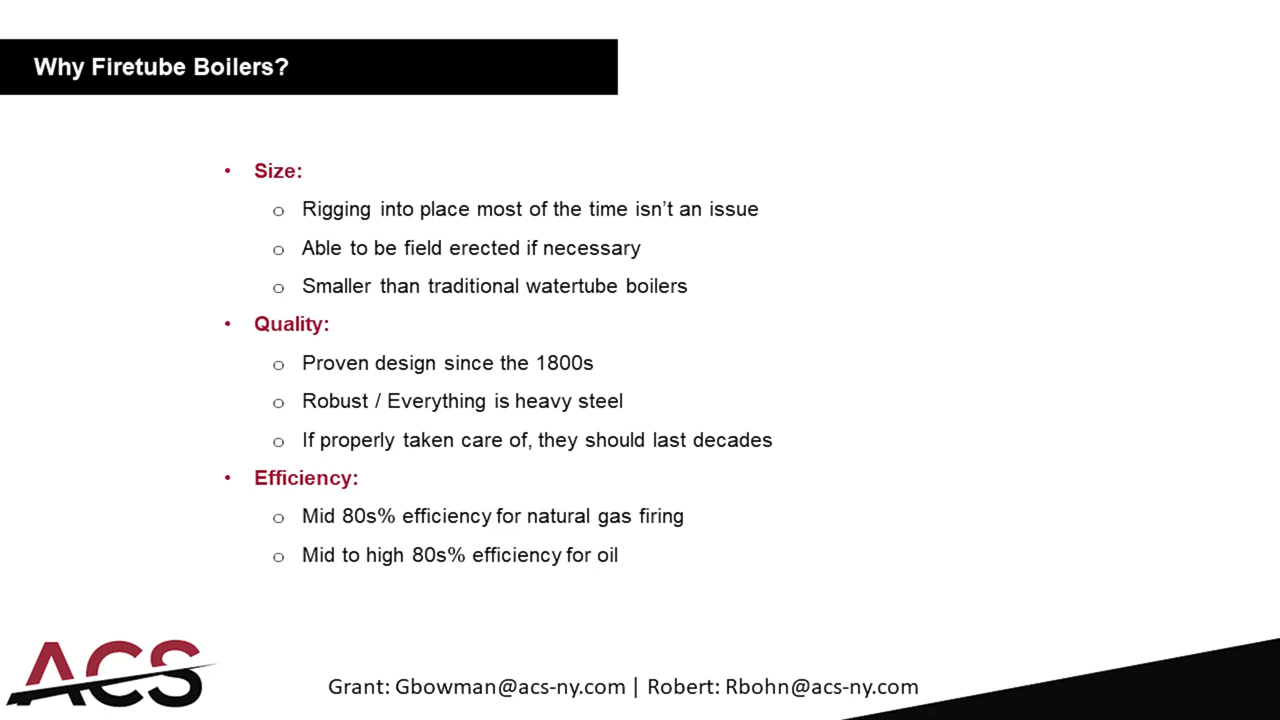 Why Firetube Boilers?
• Size:
o Rigging into place most of the time isn’t an issue
o Able to be field erected if necessary
o Smaller than traditional watertube boilers
• Quality:
o Proven design since the 1800s
o Robust / Everything is heavy steel
o If properly taken care of, they should last decades
• Efficiency:
o Mid 80s% efficiency for natural gas firing
o Mid to high 80s% efficiency for oil
ACS
Grant: Gbowman@acs-ny.com | Robert: Rbohn@acs-ny.com